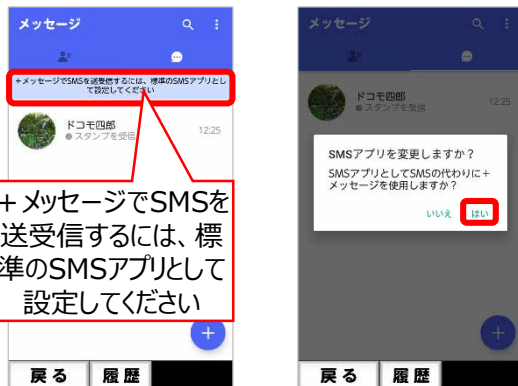 メッセージ
+メッセージでSMSを送受信するには、標準のSMSアプリとし
て設定してください
ドコモ四郎
スタンプを受信
12:25
+メッセージでSMSを
送受信するには、標
準のSMSアプリとして
設定してください
+
戻る 履歴
メッセージ
ドコモ四郎
スタンプを受信
12:25
SMSアプリを変更しますか？
SMSアプリとしてSMSの代わりに+
メッセージを使用しますか？
いいえ はい
+
戻る 履歴